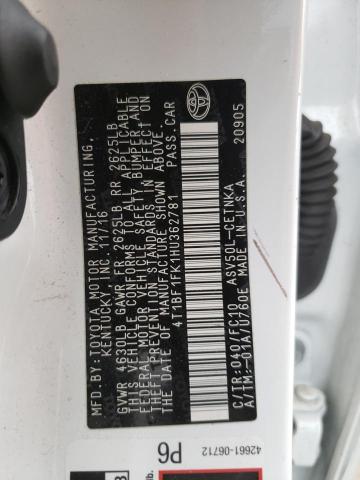 MFD.BY:TOYOTA MOTOR MANUFACTURING,
KENTUCKY, INC. 11/16
GVWR 4630LB GAWR FR 2625LB RR 2625LB
THIS VEHICLE CONFORMS TO ALL APPLICABLE
FEDERAL MOTOR VEHICLE SAFETY, BUMPER, AND
THEFT PREVENTION STANDARDS IN EFFECT ON
THE DATE OF MANUFACTURE SHOWN ABOVE.
4T1BF1FK1HU362781 PASS.CAR
C/TR:040/FC10 ASV50L-CETNKA
A/TM:-01A/U760E MADE IN U.S.A. 20905
42661-06712
P6
lb.